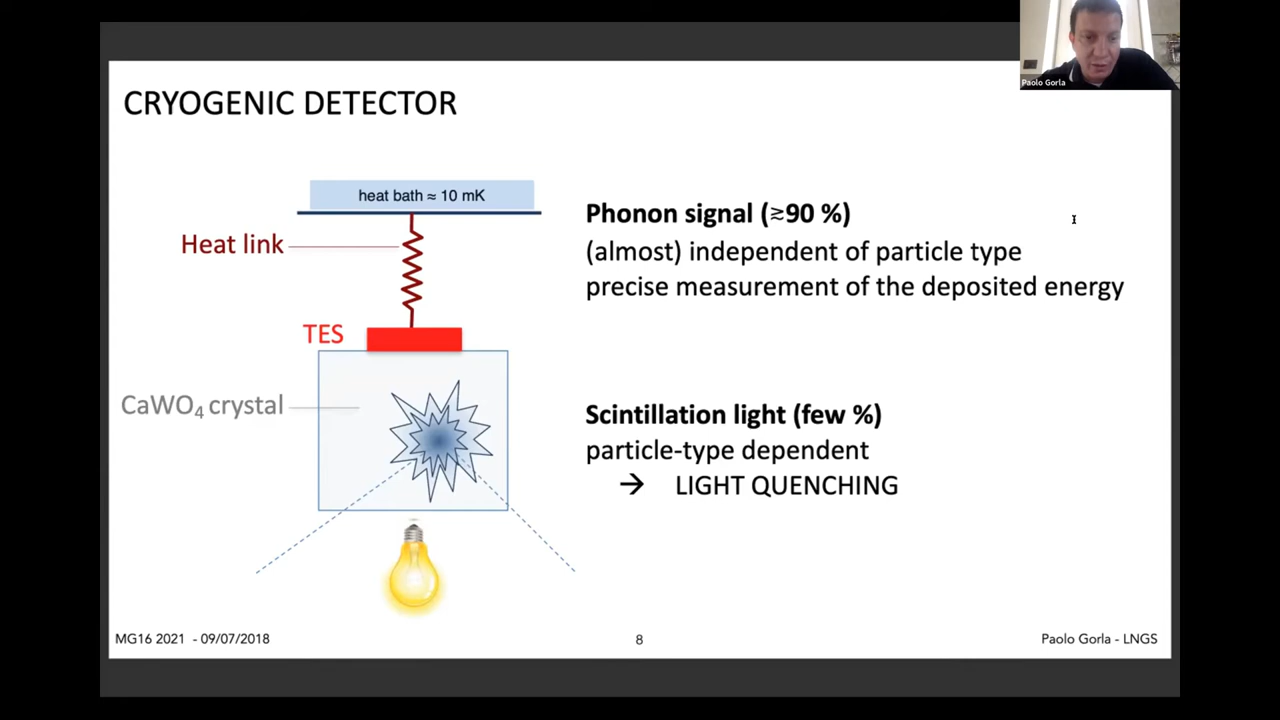 Paolo Gorla
CRYOGENIC DETECTOR
heat bath ≈ 10 mK
Heat link
TES
CaWO₄ crystal
Phonon signal (≳90 %)
(almost) independent of particle type
precise measurement of the deposited energy
Scintillation light (few %)
particle-type dependent
→ LIGHT QUENCHING
MG16 2021 - 09/07/2018
8
Paolo Gorla - LNGS